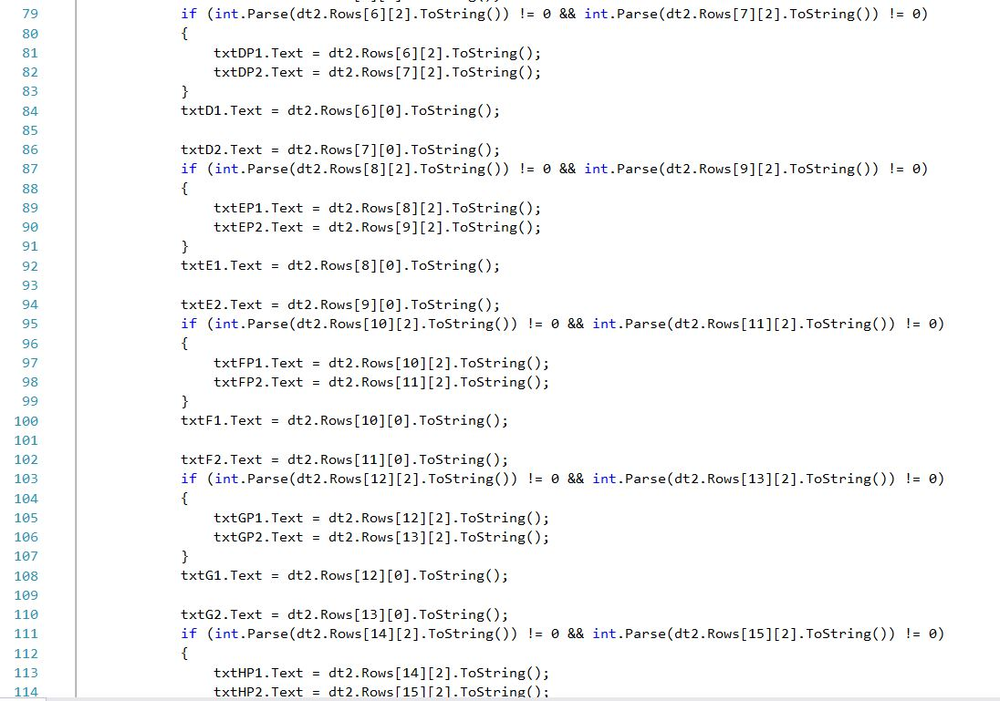 79 if (int.Parse(dt2.Rows[6][2].ToString()) != 0 && int.Parse(dt2.Rows[7][2].ToString()) != 0)
80 {
81 txtDP1.Text = dt2.Rows[6][2].ToString();
82 txtDP2.Text = dt2.Rows[7][2].ToString();
83 }
84 txtD1.Text = dt2.Rows[6][0].ToString();
85
86 txtD2.Text = dt2.Rows[7][0].ToString();
87 if (int.Parse(dt2.Rows[8][2].ToString()) != 0 && int.Parse(dt2.Rows[9][2].ToString()) != 0)
88 {
89 txtEP1.Text = dt2.Rows[8][2].ToString();
90 txtEP2.Text = dt2.Rows[9][2].ToString();
91 }
92 txtE1.Text = dt2.Rows[8][0].ToString();
93
94 txtE2.Text = dt2.Rows[9][0].ToString();
95 if (int.Parse(dt2.Rows[10][2].ToString()) != 0 && int.Parse(dt2.Rows[11][2].ToString()) != 0)
96 {
97 txtFP1.Text = dt2.Rows[10][2].ToString();
98 txtFP2.Text = dt2.Rows[11][2].ToString();
99 }
100 txtF1.Text = dt2.Rows[10][0].ToString();
101
102 txtF2.Text = dt2.Rows[11][0].ToString();
103 if (int.Parse(dt2.Rows[12][2].ToString()) != 0 && int.Parse(dt2.Rows[13][2].ToString()) != 0)
104 {
105 txtGP1.Text = dt2.Rows[12][2].ToString();
106 txtGP2.Text = dt2.Rows[13][2].ToString();
107 }
108 txtG1.Text = dt2.Rows[12][0].ToString();
109
110 txtG2.Text = dt2.Rows[13][0].ToString();
111 if (int.Parse(dt2.Rows[14][2].ToString()) != 0 && int.Parse(dt2.Rows[15][2].ToString()) != 0)
112 {
113 txtHP1.Text = dt2.Rows[14][2].ToString();
114 txtHP2.Text = dt2.Rows[15][2].ToString();